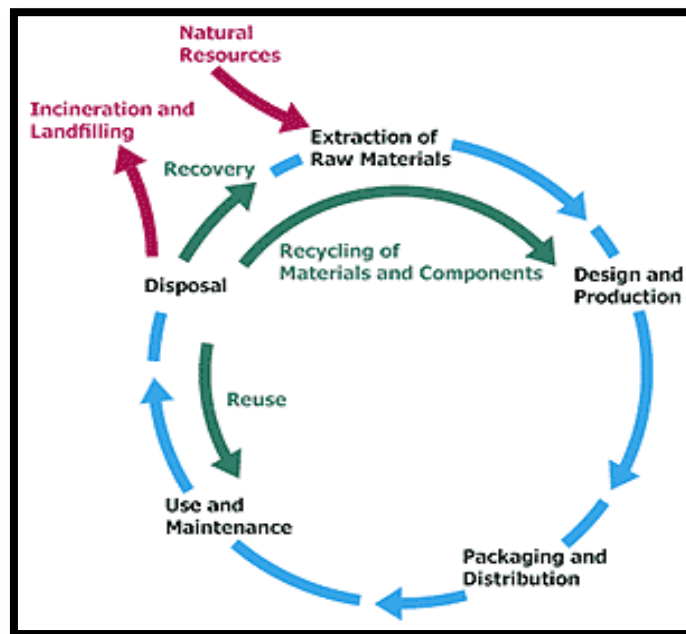 Natural
Resources
Incineration and
Landfilling
Extraction of
Raw Materials
Recovery
Recycling of
Materials and Components
Disposal
Design and
Production
Reuse
Use and
Maintenance
Packaging and
Distribution